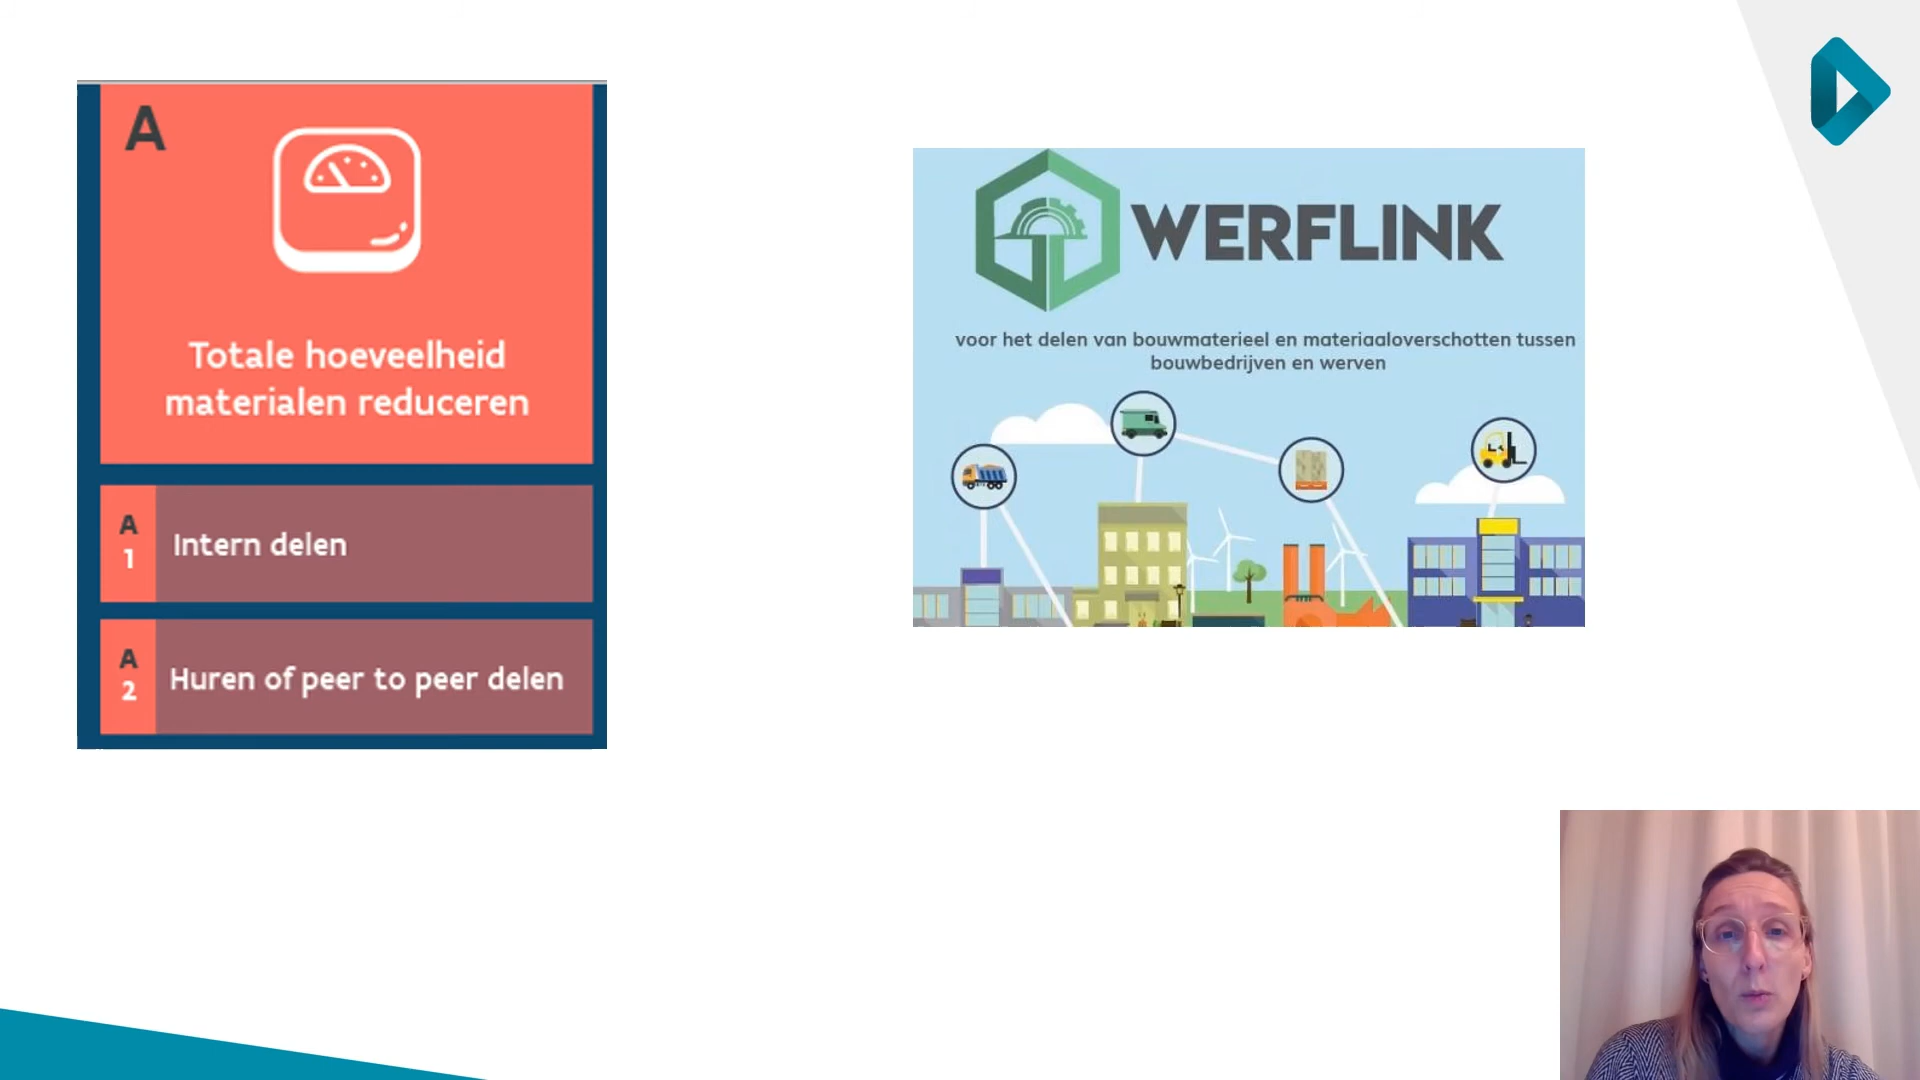 A
Totale hoeveelheid
materialen reduceren
A
1
Intern delen
A
2
Huren of peer to peer delen
WERFLINK
voor het delen van bouwmaterieel en materiaaloverschotten tussen
bouwbedrijven en werven